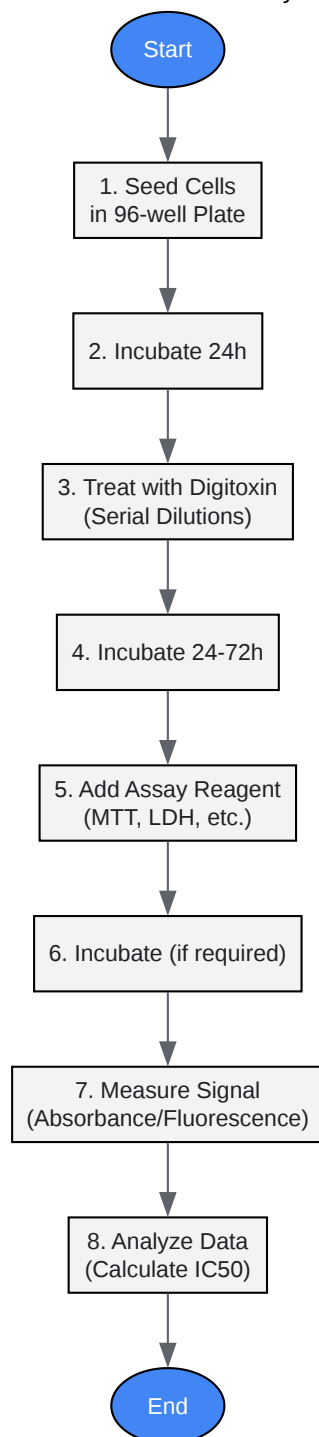 Start
1. Seed Cells
in 96-well Plate
2. Incubate 24h
3. Treat with Digitoxin
(Serial Dilutions)
4. Incubate 24-72h
5. Add Assay Reagent
(MTT, LDH, etc.)
6. Incubate (if required)
7. Measure Signal
(Absorbance/Fluorescence)
8. Analyze Data
(Calculate IC50)
End